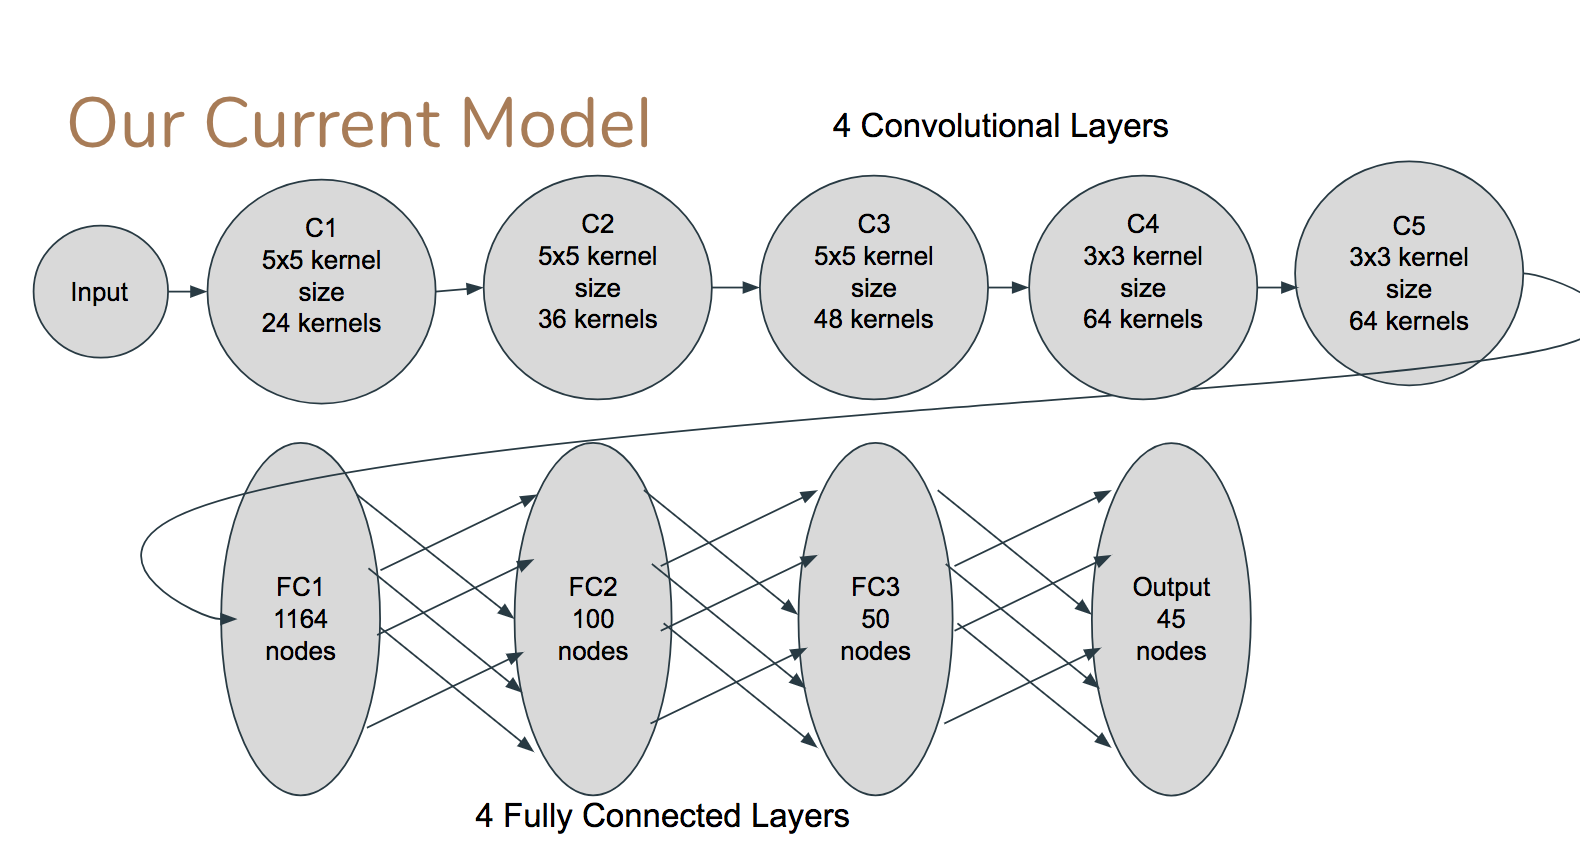 Our Current Model
4 Convolutional Layers
Input
C1
5x5 kernel
size
24 kernels
C2
5x5 kernel
size
36 kernels
C3
5x5 kernel
size
48 kernels
C4
3x3 kernel
size
64 kernels
C5
3x3 kernel
size
64 kernels
FC1
1164
nodes
FC2
100
nodes
FC3
50
nodes
Output
45
nodes
4 Fully Connected Layers